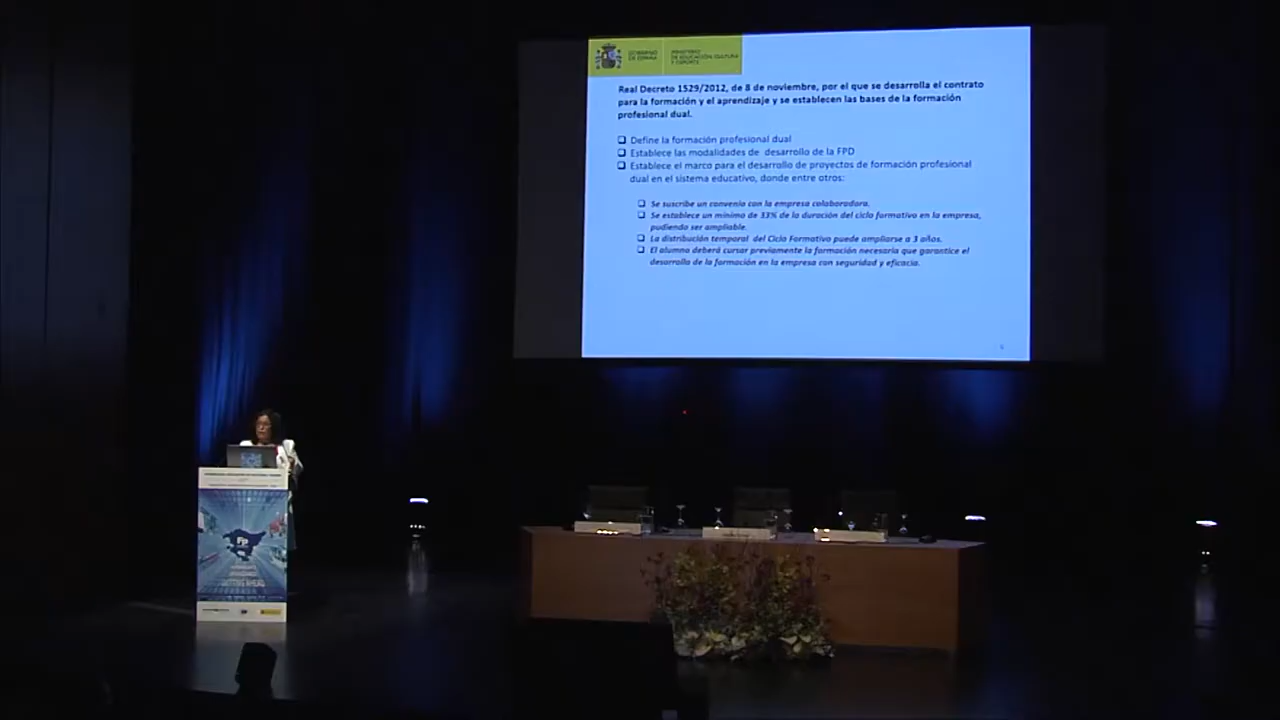 GOBIERNO
DE ESPAÑA
MINISTERIO
DE EDUCACIÓN, CULTURA
Y DEPORTE
Real Decreto 1529/2012, de 8 de noviembre, por el que se desarrolla el contrato
para la formación y el aprendizaje y se establecen las bases de la formación
profesional dual.
Define la formación profesional dual
Establece las modalidades de desarrollo de la FPD
Establece el marco para el desarrollo de proyectos de formación profesional
dual en el sistema educativo, donde entre otros:
Se suscribe un convenio con la empresa colaboradora.
Se establece un mínimo de 33% de la duración del ciclo formativo en la empresa,
pudiendo ser ampliable.
La distribución temporal del Ciclo Formativo puede ampliarse a 3 años.
El alumno deberá cursar previamente la formación necesaria que garantice el
desarrollo de la formación en la empresa con seguridad y eficacia.
FP